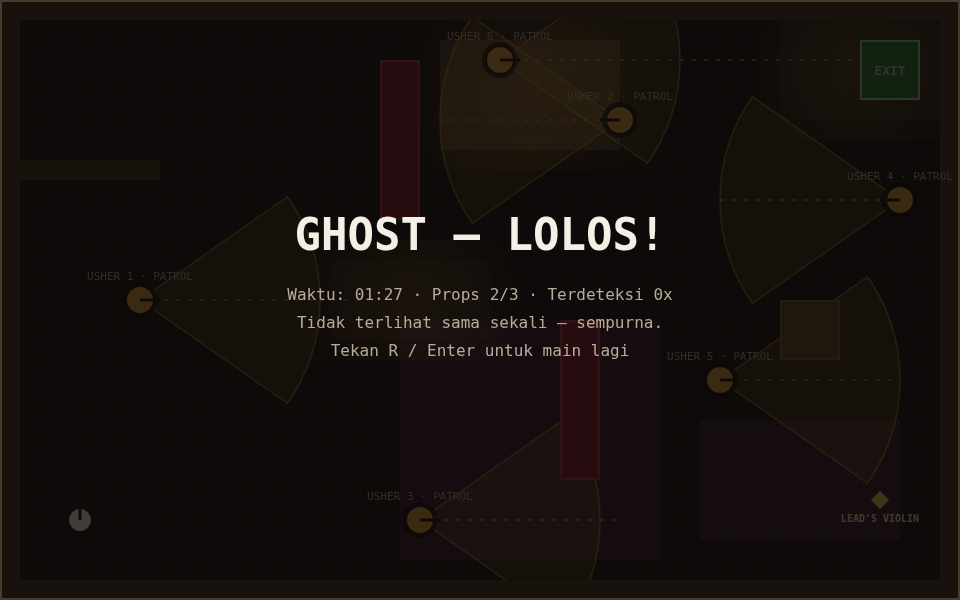 USHER 6 · PATROL
EXIT
USHER 2 · PATROL
USHER 4 · PATROL
GHOST — LOLOS!
USHER 1 · PATROL
Waktu: 01:27 · Props 2/3 · Terdeteksi 0x
Tidak terlihat sama sekali — sempurna.
Tekan R / Enter untuk main lagi
USHER 5 · PATROL
USHER 3 · PATROL
LEAD'S VIOLIN